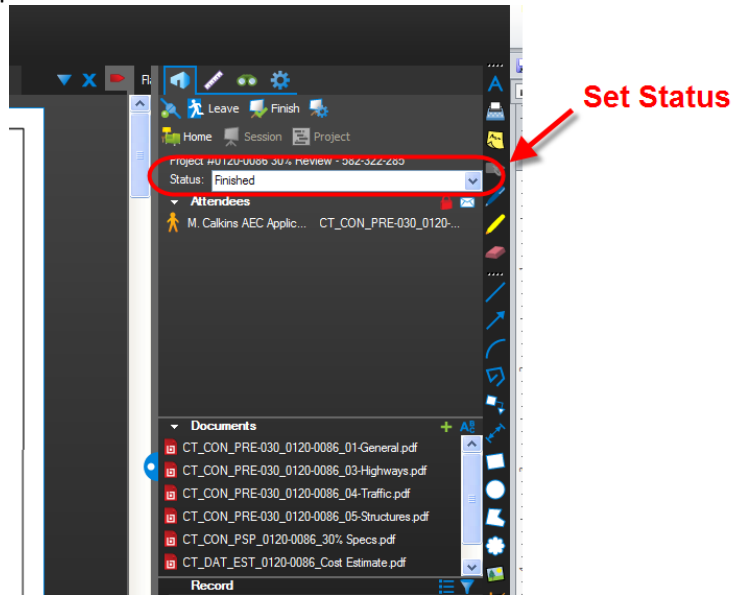 Fla
Leave Finish
Set Status
Home Session Project
Project #0120-0086 30% Review - 582-322-285
Status: Finished
Attendees
M. Calkins AEC Applic... CT_CON_PRE-030_0120-...
Documents
CT_CON_PRE-030_0120-0086_01-General.pdf
CT_CON_PRE-030_0120-0086_03-Highways.pdf
CT_CON_PRE-030_0120-0086_04-Traffic.pdf
CT_CON_PRE-030_0120-0086_05-Structures.pdf
CT_CON_PSP_0120-0086_30% Specs.pdf
CT_DAT_EST_0120-0086_Cost Estimate.pdf
Record